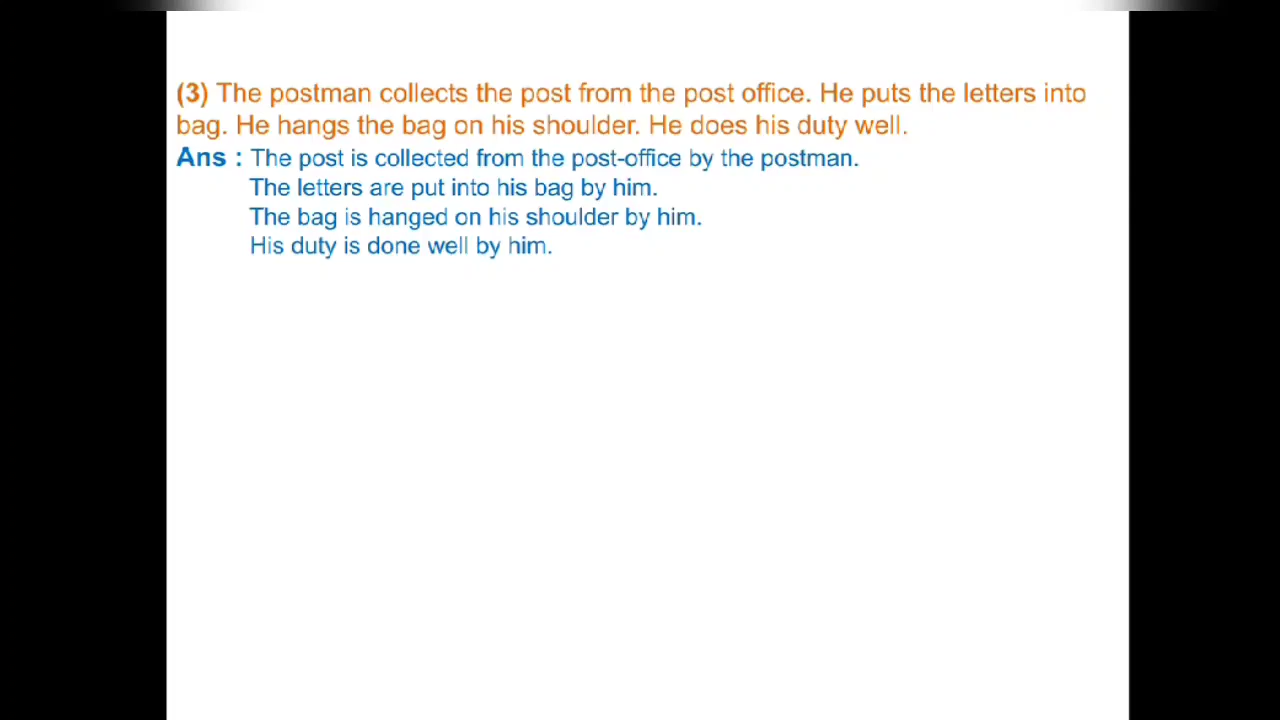 (3) The postman collects the post from the post office. He puts the letters into
bag. He hangs the bag on his shoulder. He does his duty well.
Ans : The post is collected from the post-office by the postman.
The letters are put into his bag by him.
The bag is hanged on his shoulder by him.
His duty is done well by him.